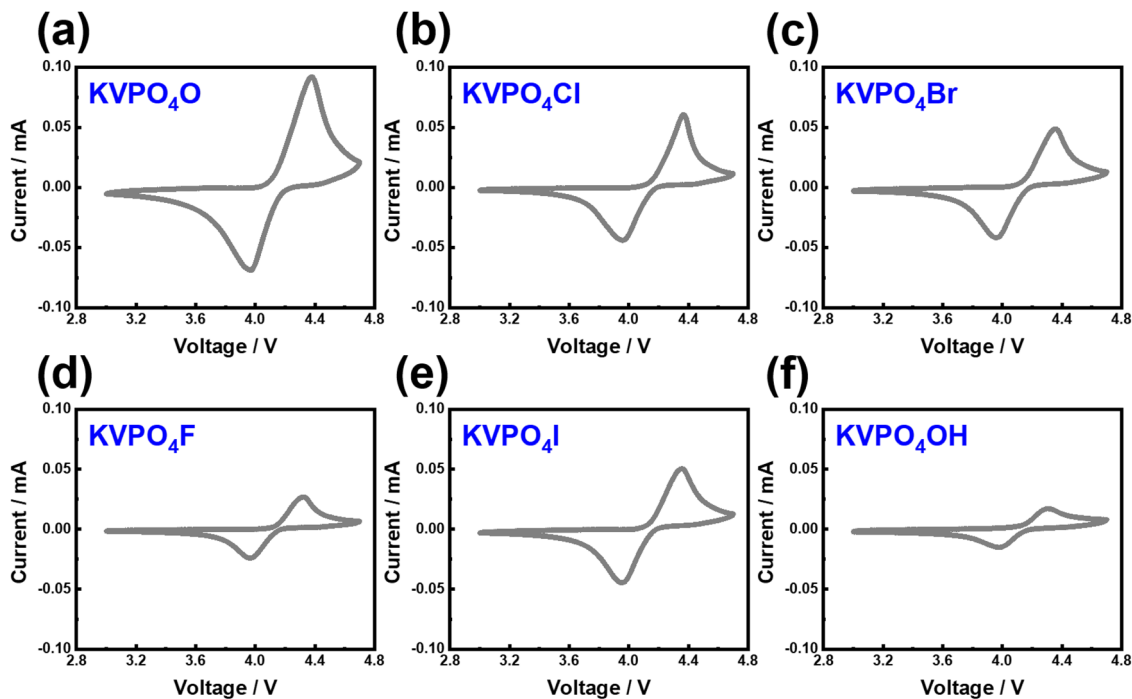 (a)
KVPO₄O
Current / mA
0.10
0.05
0.00
-0.05
-0.10
2.8 3.2 3.6 4.0 4.4 4.8
Voltage / V
(b)
KVPO₄Cl
Current / mA
0.10
0.05
0.00
-0.05
-0.10
2.8 3.2 3.6 4.0 4.4 4.8
Voltage / V
(c)
KVPO₄Br
Current / mA
0.10
0.05
0.00
-0.05
-0.10
2.8 3.2 3.6 4.0 4.4 4.8
Voltage / V
(d)
KVPO₄F
Current / mA
0.10
0.05
0.00
-0.05
-0.10
2.8 3.2 3.6 4.0 4.4 4.8
Voltage / V
(e)
KVPO₄I
Current / mA
0.10
0.05
0.00
-0.05
-0.10
2.8 3.2 3.6 4.0 4.4 4.8
Voltage / V
(f)
KVPO₄OH
Current / mA
0.10
0.05
0.00
-0.05
-0.10
2.8 3.2 3.6 4.0 4.4 4.8
Voltage / V